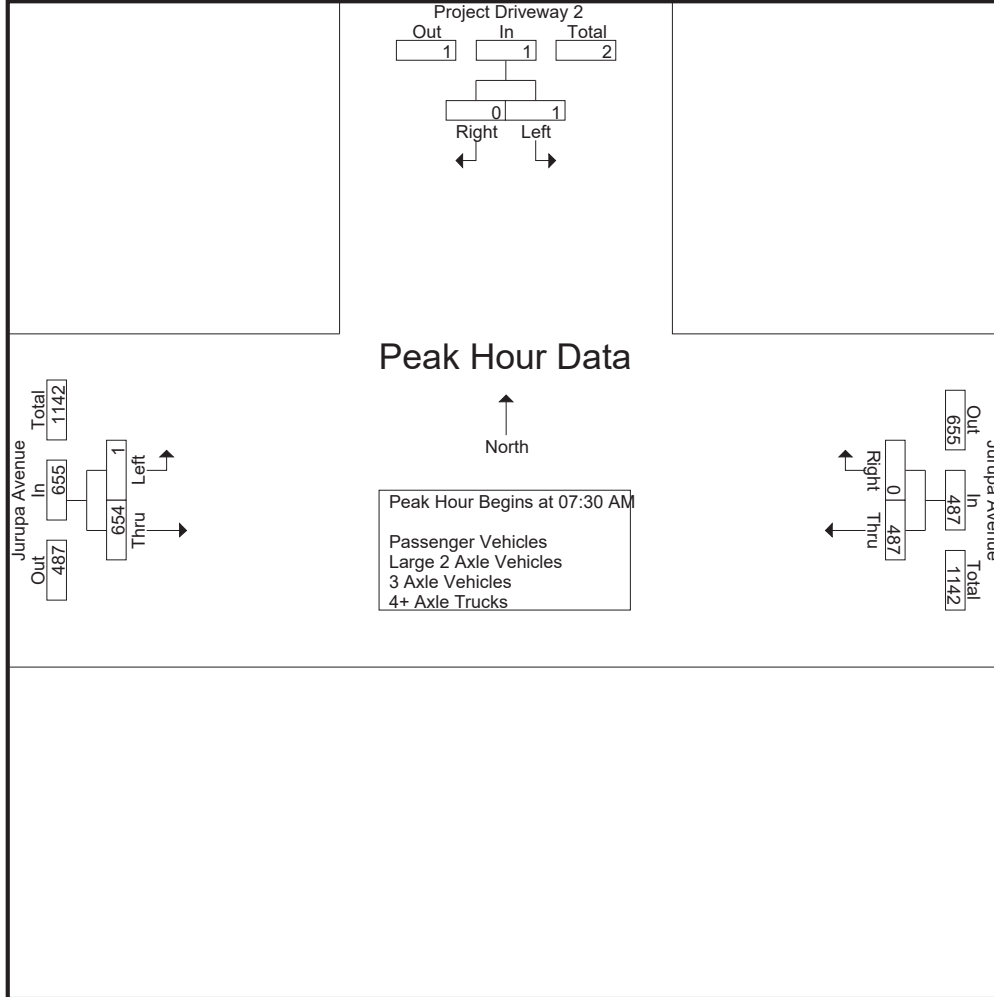 Project Driveway 2
Out In Total
1 1 2
0 1
Right Left
Peak Hour Data
North
Peak Hour Begins at 07:30 AM
Passenger Vehicles
Large 2 Axle Vehicles
3 Axle Vehicles
4+ Axle Trucks
Jurupa Avenue
Out In Total
487 655 1142
Left Thru
1 654
Jurupa Avenue
Out In Total
655 487 1142
Right Thru
0 487